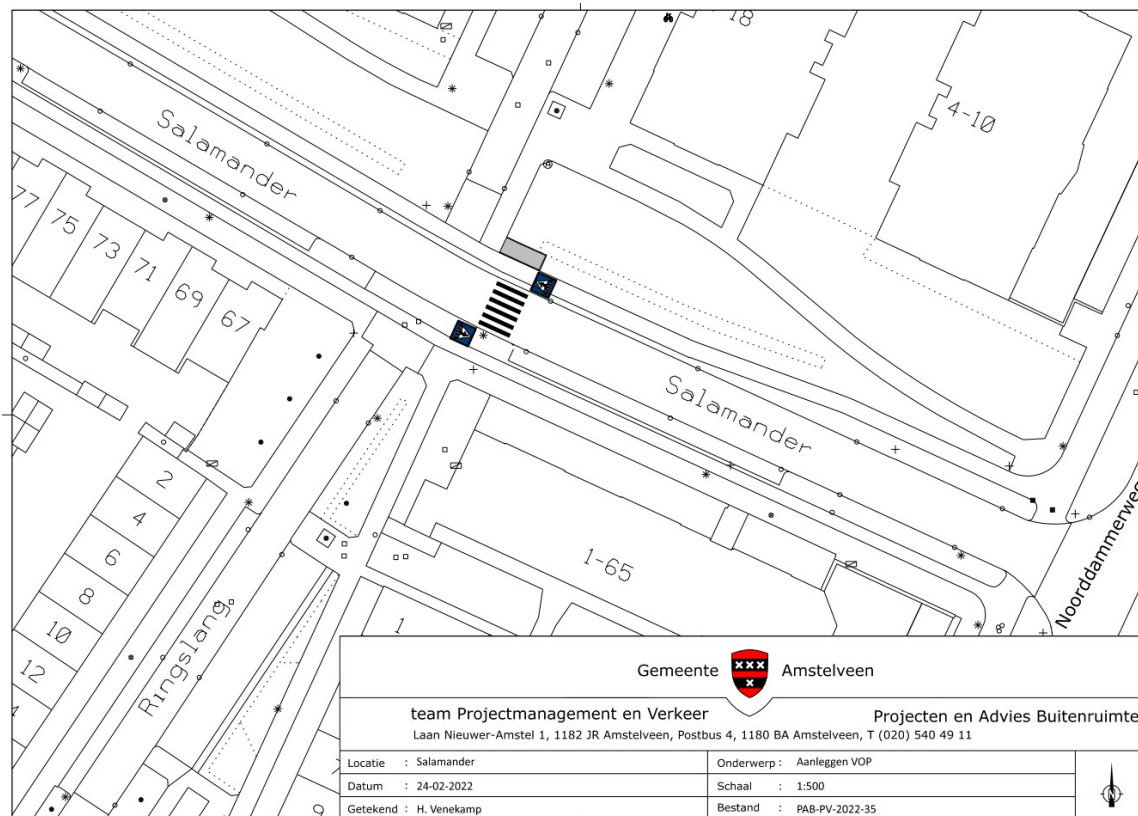 18
4-10
Salamander
77
75
73
71
69
67
Salamander
2
4
6
8
10
12
1-65
1
Ringslang
9
Noorddammerweg
Gemeente Amstelveen
team Projectmanagement en Verkeer
Projecten en Advies Buitenruimte
Laan Nieuwer-Amstel 1, 1182 JR Amstelveen, Postbus 4, 1180 BA Amstelveen, T (020) 540 49 11
Locatie : Salamander
Onderwerp : Aanleggen VOP
Datum : 24-02-2022
Schaal : 1:500
Getekend : H. Venekamp
Bestand : PAB-PV-2022-35
N